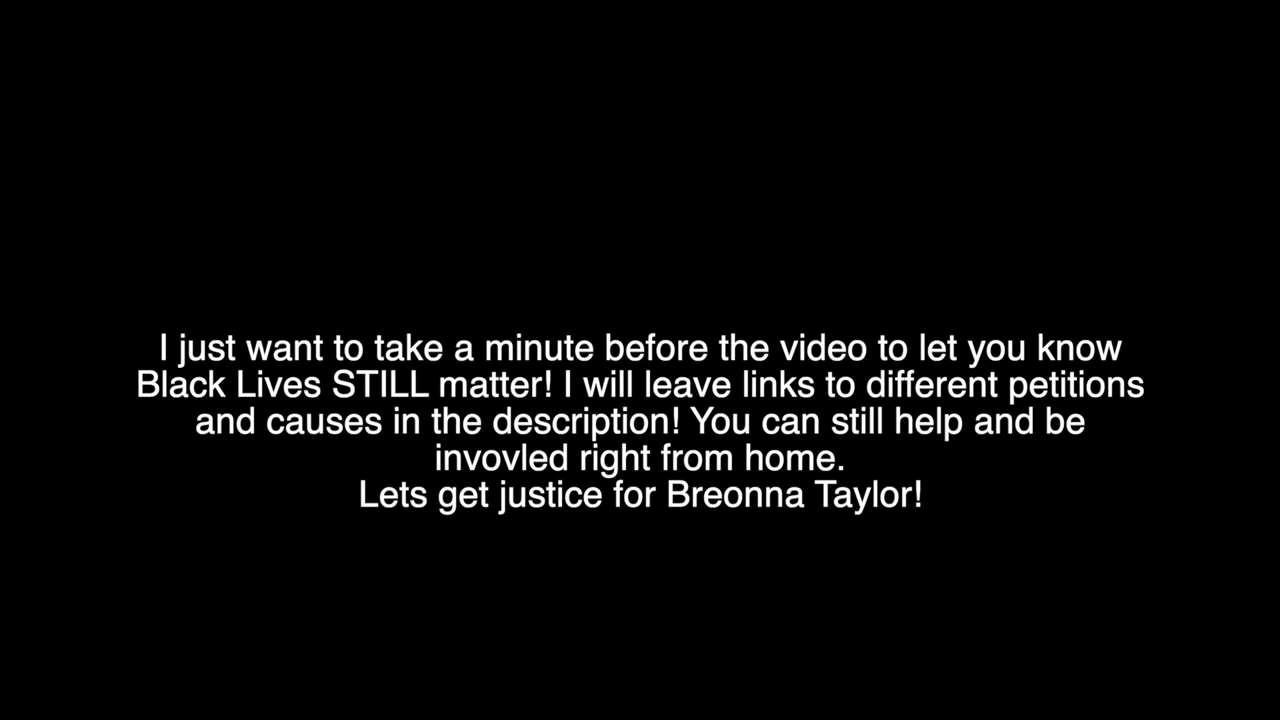 I just want to take a minute before the video to let you know
Black Lives STILL matter! I will leave links to different petitions
and causes in the description! You can still help and be
invovled right from home.
Lets get justice for Breonna Taylor!